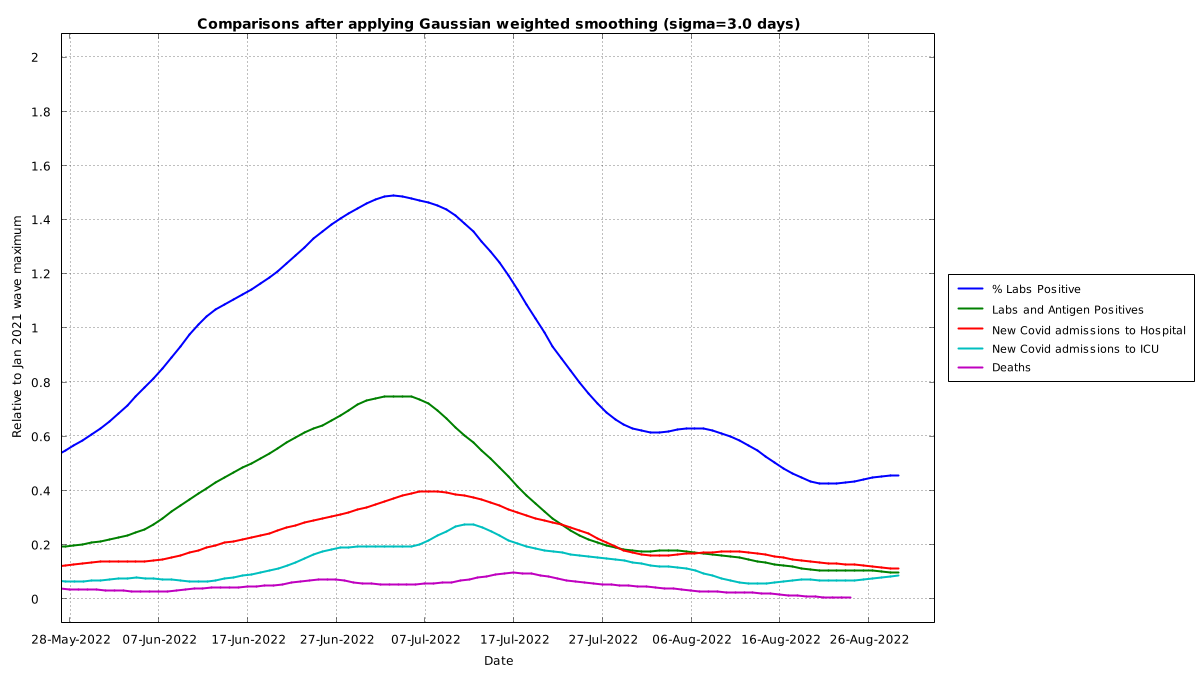 Comparisons after applying Gaussian weighted smoothing (sigma=3.0 days)
2
1.8
1.6
1.4
1.2
1
0.8
0.6
0.4
0.2
0
Relative to Jan 2021 wave maximum
28-May-2022 07-Jun-2022 17-Jun-2022 27-Jun-2022 07-Jul-2022 17-Jul-2022 27-Jul-2022 06-Aug-2022 16-Aug-2022 26-Aug-2022
Date
% Labs Positive
Labs and Antigen Positives
New Covid admissions to Hospital
New Covid admissions to ICU
Deaths